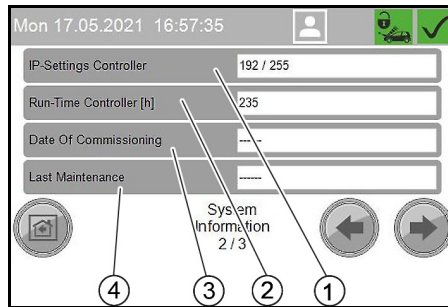 Mon 17.05.2021 16:57:35
IP-Settings Controller 192 / 255
Run-Time Controller [h] 235
Date Of Commissioning -----
Last Maintenance ------
System
Information
2 / 3
4 3 2 1